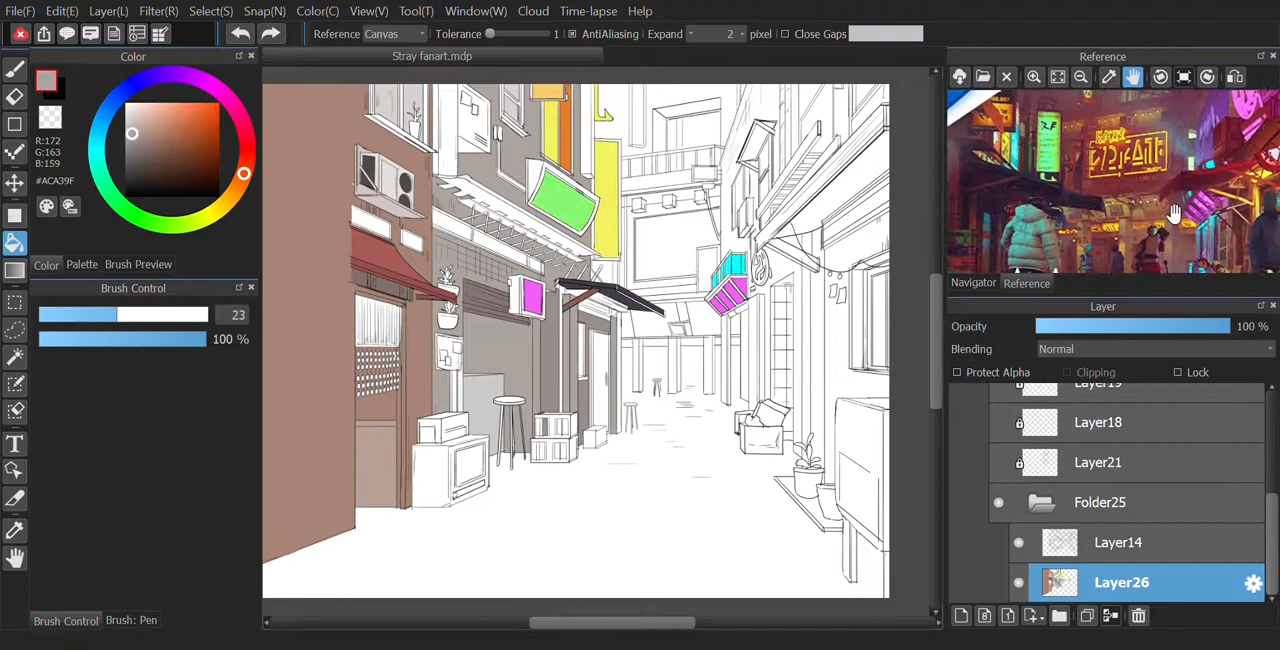 File(F) Edit(E) Layer(L) Filter(R) Select(S) Snap(N) Color(C) View(V) Tool(T) Window(W) Cloud Time-lapse Help
Reference Canvas Tolerance 1 AntiAliasing Expand 2 pixel Close Gaps
Color
Stray fanart.mdp
Reference
R:172
G:163
B:159
#ACA39F
Color Palette Brush Preview
Brush Control
23
100 %
Navigator Reference
Layer
Opacity 100 %
Blending Normal
Protect Alpha Clipping Lock
Layer19
Layer18
Layer21
Folder25
Layer14
Layer26
Brush Control Brush: Pen